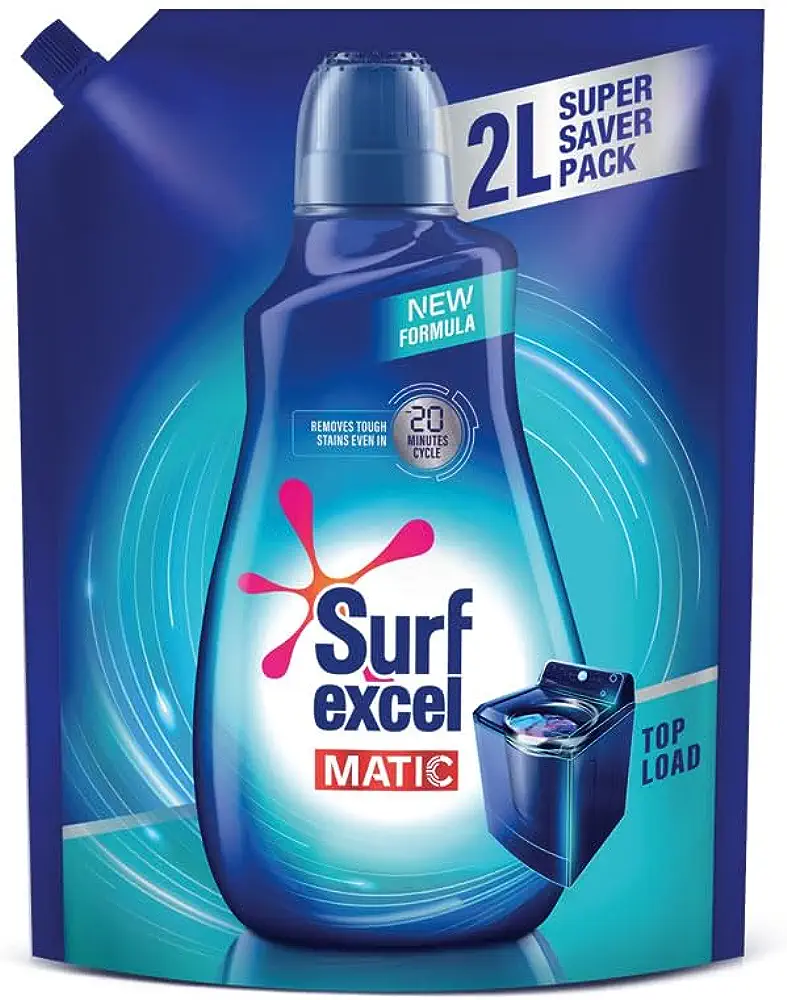 2L SUPER
SAVER
PACK
NEW
FORMULA
REMOVES TOUGH
STAINS EVEN IN
20
MINUTES
CYCLE
Surf
excel
MATIC
TOP
LOAD